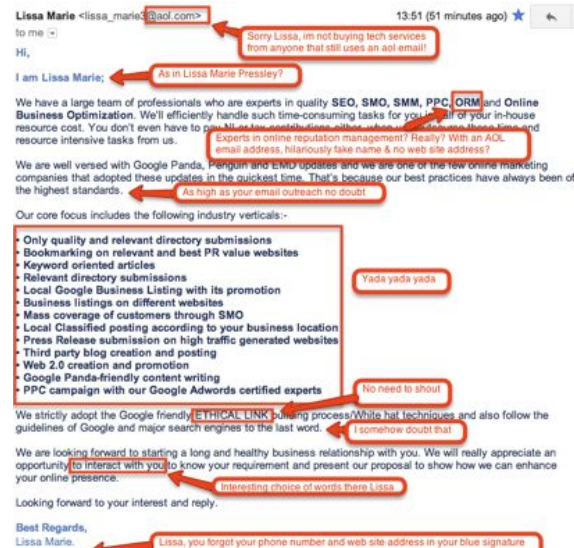 Lissa Marie <lissa_marie3@aol.com> 13:51 (51 minutes ago)
to me
Sorry Lissa, im not buying tech services
from anyone that still uses an aol email!
Hi,
I am Lissa Marie;
As in Lissa Marie Pressley?
We have a large team of professionals who are experts in quality SEO, SMO, SMM, PPC, ORM and Online
Business Optimization. We'll efficiently handle such time-consuming tasks for you in all of your in-house
resource cost. You don't even have to pay NI or tax contributions either, when you outsource these time and
resource intensive tasks from us.
Experts in online reputation management? Really? With an AOL
email address, hilariously fake name & no web site address?
We are well versed with Google Panda, Penguin and EMD updates and we are one of the few online marketing
companies that adopted these updates in the quickest time. That's because our best practices have always been of
the highest standards.
As high as your email outreach no doubt
Our core focus includes the following industry verticals:-
• Only quality and relevant directory submissions
• Bookmarking on relevant and best PR value websites
• Keyword oriented articles
• Relevant directory submissions
• Local Google Business Listing with its promotion
• Business listings on different websites
• Mass coverage of customers through SMO
• Local Classified posting according to your business location
• Press Release submission on high traffic generated websites
• Third party blog creation and posting
• Web 2.0 creation and promotion
• Google Panda-friendly content writing
• PPC campaign with our Google Adwords certified experts
Yada yada yada
No need to shout
We strictly adopt the Google friendly ETHICAL LINK building process/White hat techniques and also follow the
guidelines of Google and major search engines to the last word.
I somehow doubt that
We are looking forward to starting a long and healthy business relationship with you. We will really appreciate an
opportunity to interact with you to know your requirement and present our proposal to show how we can enhance
your online presence.
Interesting choice of words there Lissa
Looking forward to your interest and reply.
Best Regards,
Lissa Marie.
Lissa, you forgot your phone number and web site address in your blue signature